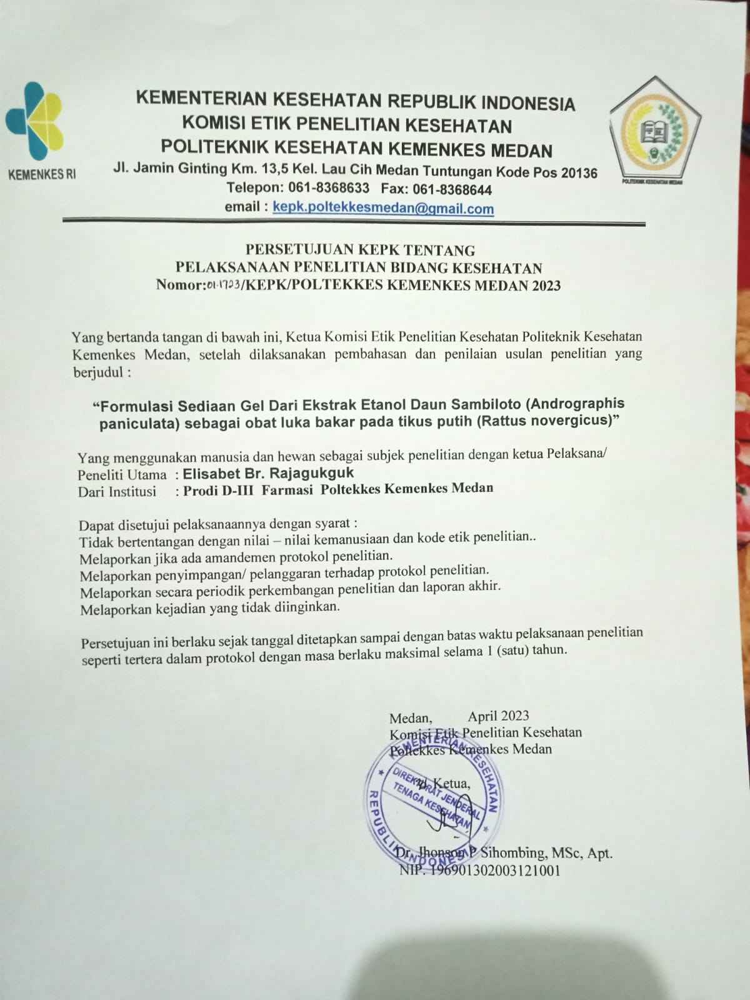 KEMENTERIAN KESEHATAN REPUBLIK INDONESIA
KOMISI ETIK PENELITIAN KESEHATAN
POLITEKNIK KESEHATAN KEMENKES MEDAN
KEMENKES RI
Jl. Jamin Ginting Km. 13,5 Kel. Lau Cih Medan Tuntungan Kode Pos 20136
POLITEKNIK KESEHATAN MEDAN
Telepon: 061-8368633 Fax: 061-8368644
email : kepk.poltekkesmedan@gmail.com
PERSETUJUAN KEPK TENTANG
PELAKSANAAN PENELITIAN BIDANG KESEHATAN
Nomor:01.1723/KEPK/POLTEKKES KEMENKES MEDAN 2023
Yang bertanda tangan di bawah ini, Ketua Komisi Etik Penelitian Kesehatan Politeknik Kesehatan
Kemenkes Medan, setelah dilaksanakan pembahasan dan penilaian usulan penelitian yang
berjudul :
“Formulasi Sediaan Gel Dari Ekstrak Etanol Daun Sambiloto (Andrographis
paniculata) sebagai obat luka bakar pada tikus putih (Rattus novergicus)”
Yang menggunakan manusia dan hewan sebagai subjek penelitian dengan ketua Pelaksana/
Peneliti Utama : Elisabet Br. Rajagukguk
Dari Institusi : Prodi D-III Farmasi Poltekkes Kemenkes Medan
Dapat disetujui pelaksanaannya dengan syarat :
Tidak bertentangan dengan nilai – nilai kemanusiaan dan kode etik penelitian..
Melaporkan jika ada amandemen protokol penelitian.
Melaporkan penyimpangan/ pelanggaran terhadap protokol penelitian.
Melaporkan secara periodik perkembangan penelitian dan laporan akhir.
Melaporkan kejadian yang tidak diinginkan.
Persetujuan ini berlaku sejak tanggal ditetapkan sampai dengan batas waktu pelaksanaan penelitian
seperti tertera dalam protokol dengan masa berlaku maksimal selama 1 (satu) tahun.
Medan, April 2023
Komisi Etik Penelitian Kesehatan
Poltekkes Kemenkes Medan
Ketua,
KEMENTERIAN KESEHATAN
DIREKTORAT JENDERAL
TENAGA KESEHATAN
REPUBLIK INDONESIA
Dr. Jhonson P Sihombing, MSc, Apt.
NIP. 196901302003121001